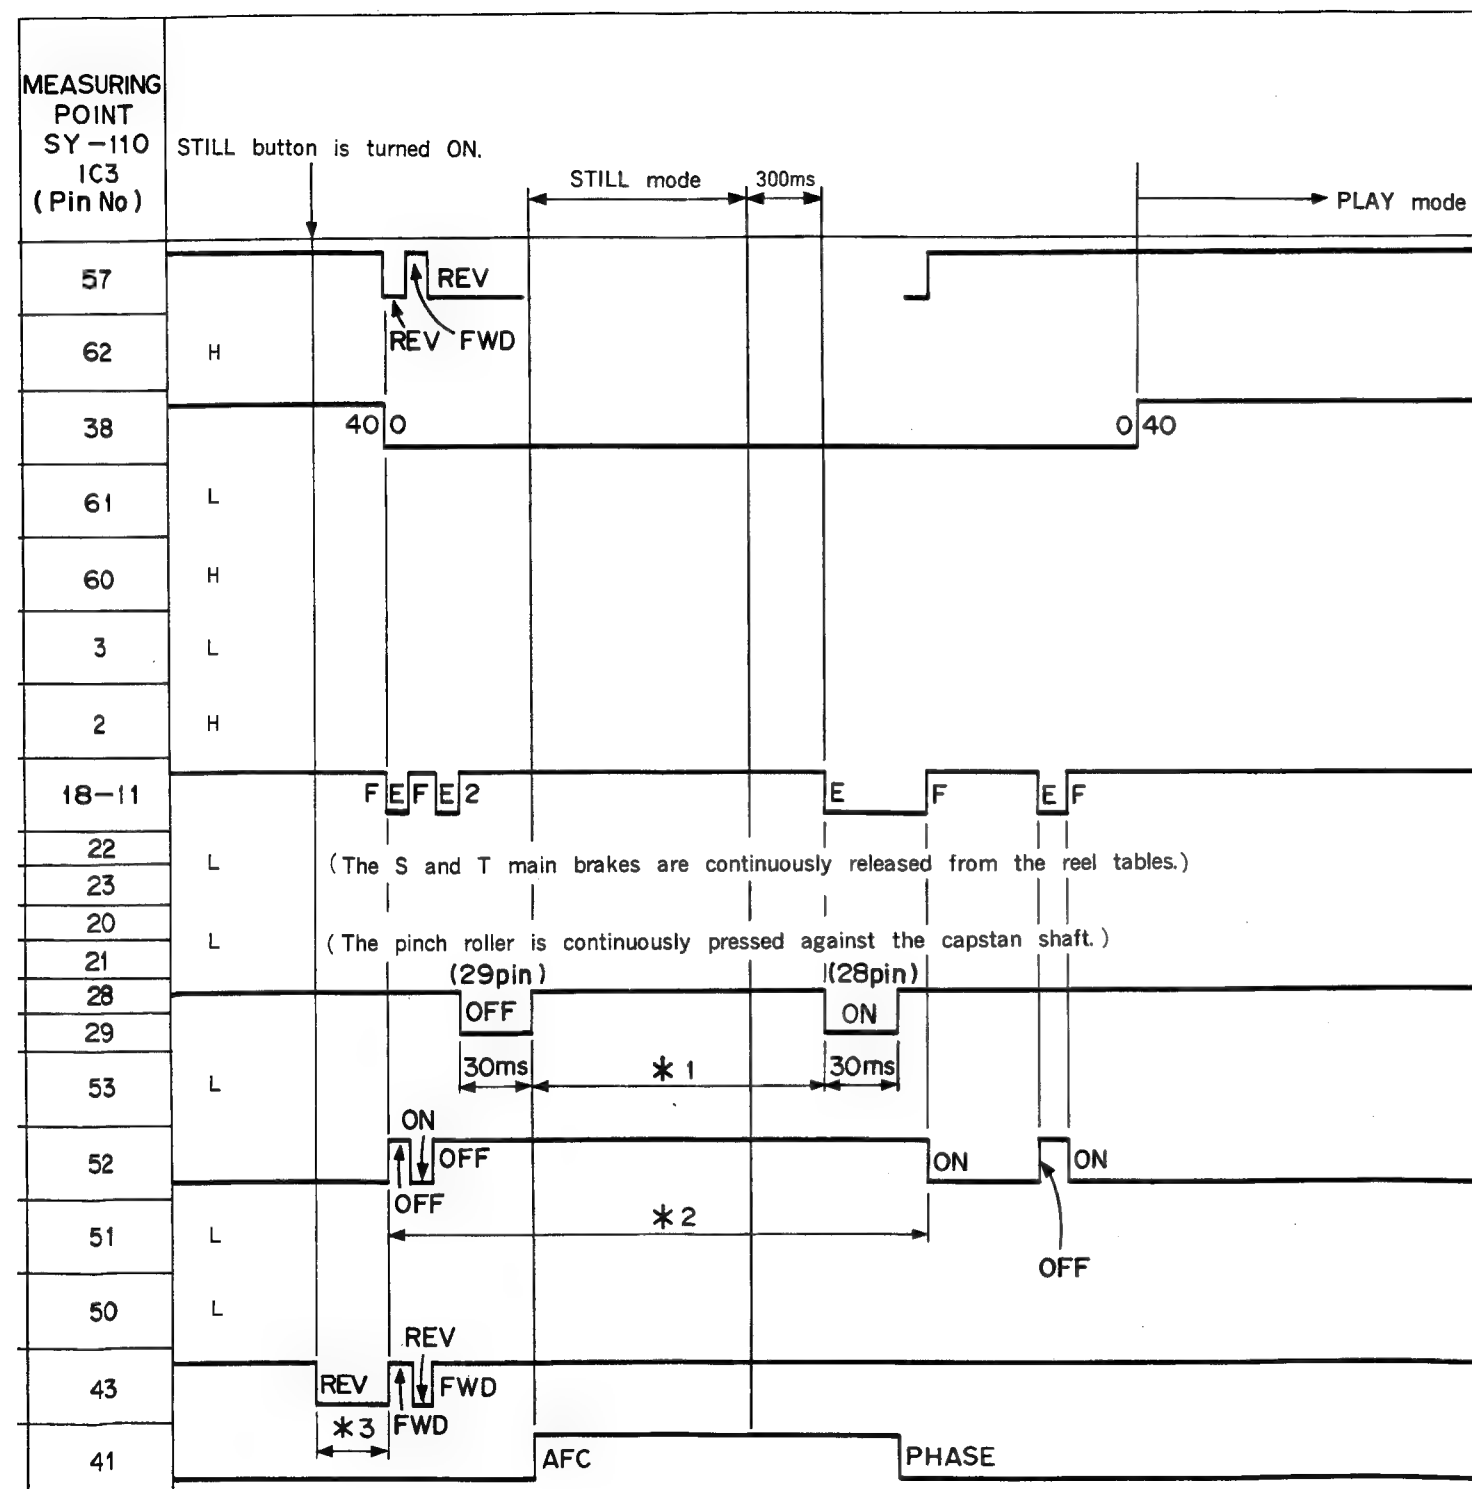 MEASURING
POINT
SY-110
IC3
(Pin No)
STILL button is turned ON.
STILL mode
300ms
PLAY mode
57
REV
REV FWD
62
H
38
40 0
0 40
61
L
60
H
3
L
2
H
18-11
F E F E 2
E
F
E F
22
23
L
(The S and T main brakes are continuously released from the reel tables.)
20
21
L
(The pinch roller is continuously pressed against the capstan shaft.)
28
29
(29pin)
OFF
(28pin)
ON
30ms
*1
30ms
53
L
52
ON
OFF
OFF
ON
ON
OFF
51
L
*2
50
L
43
REV
REV
FWD
FWD
*3
41
AFC
PHASE